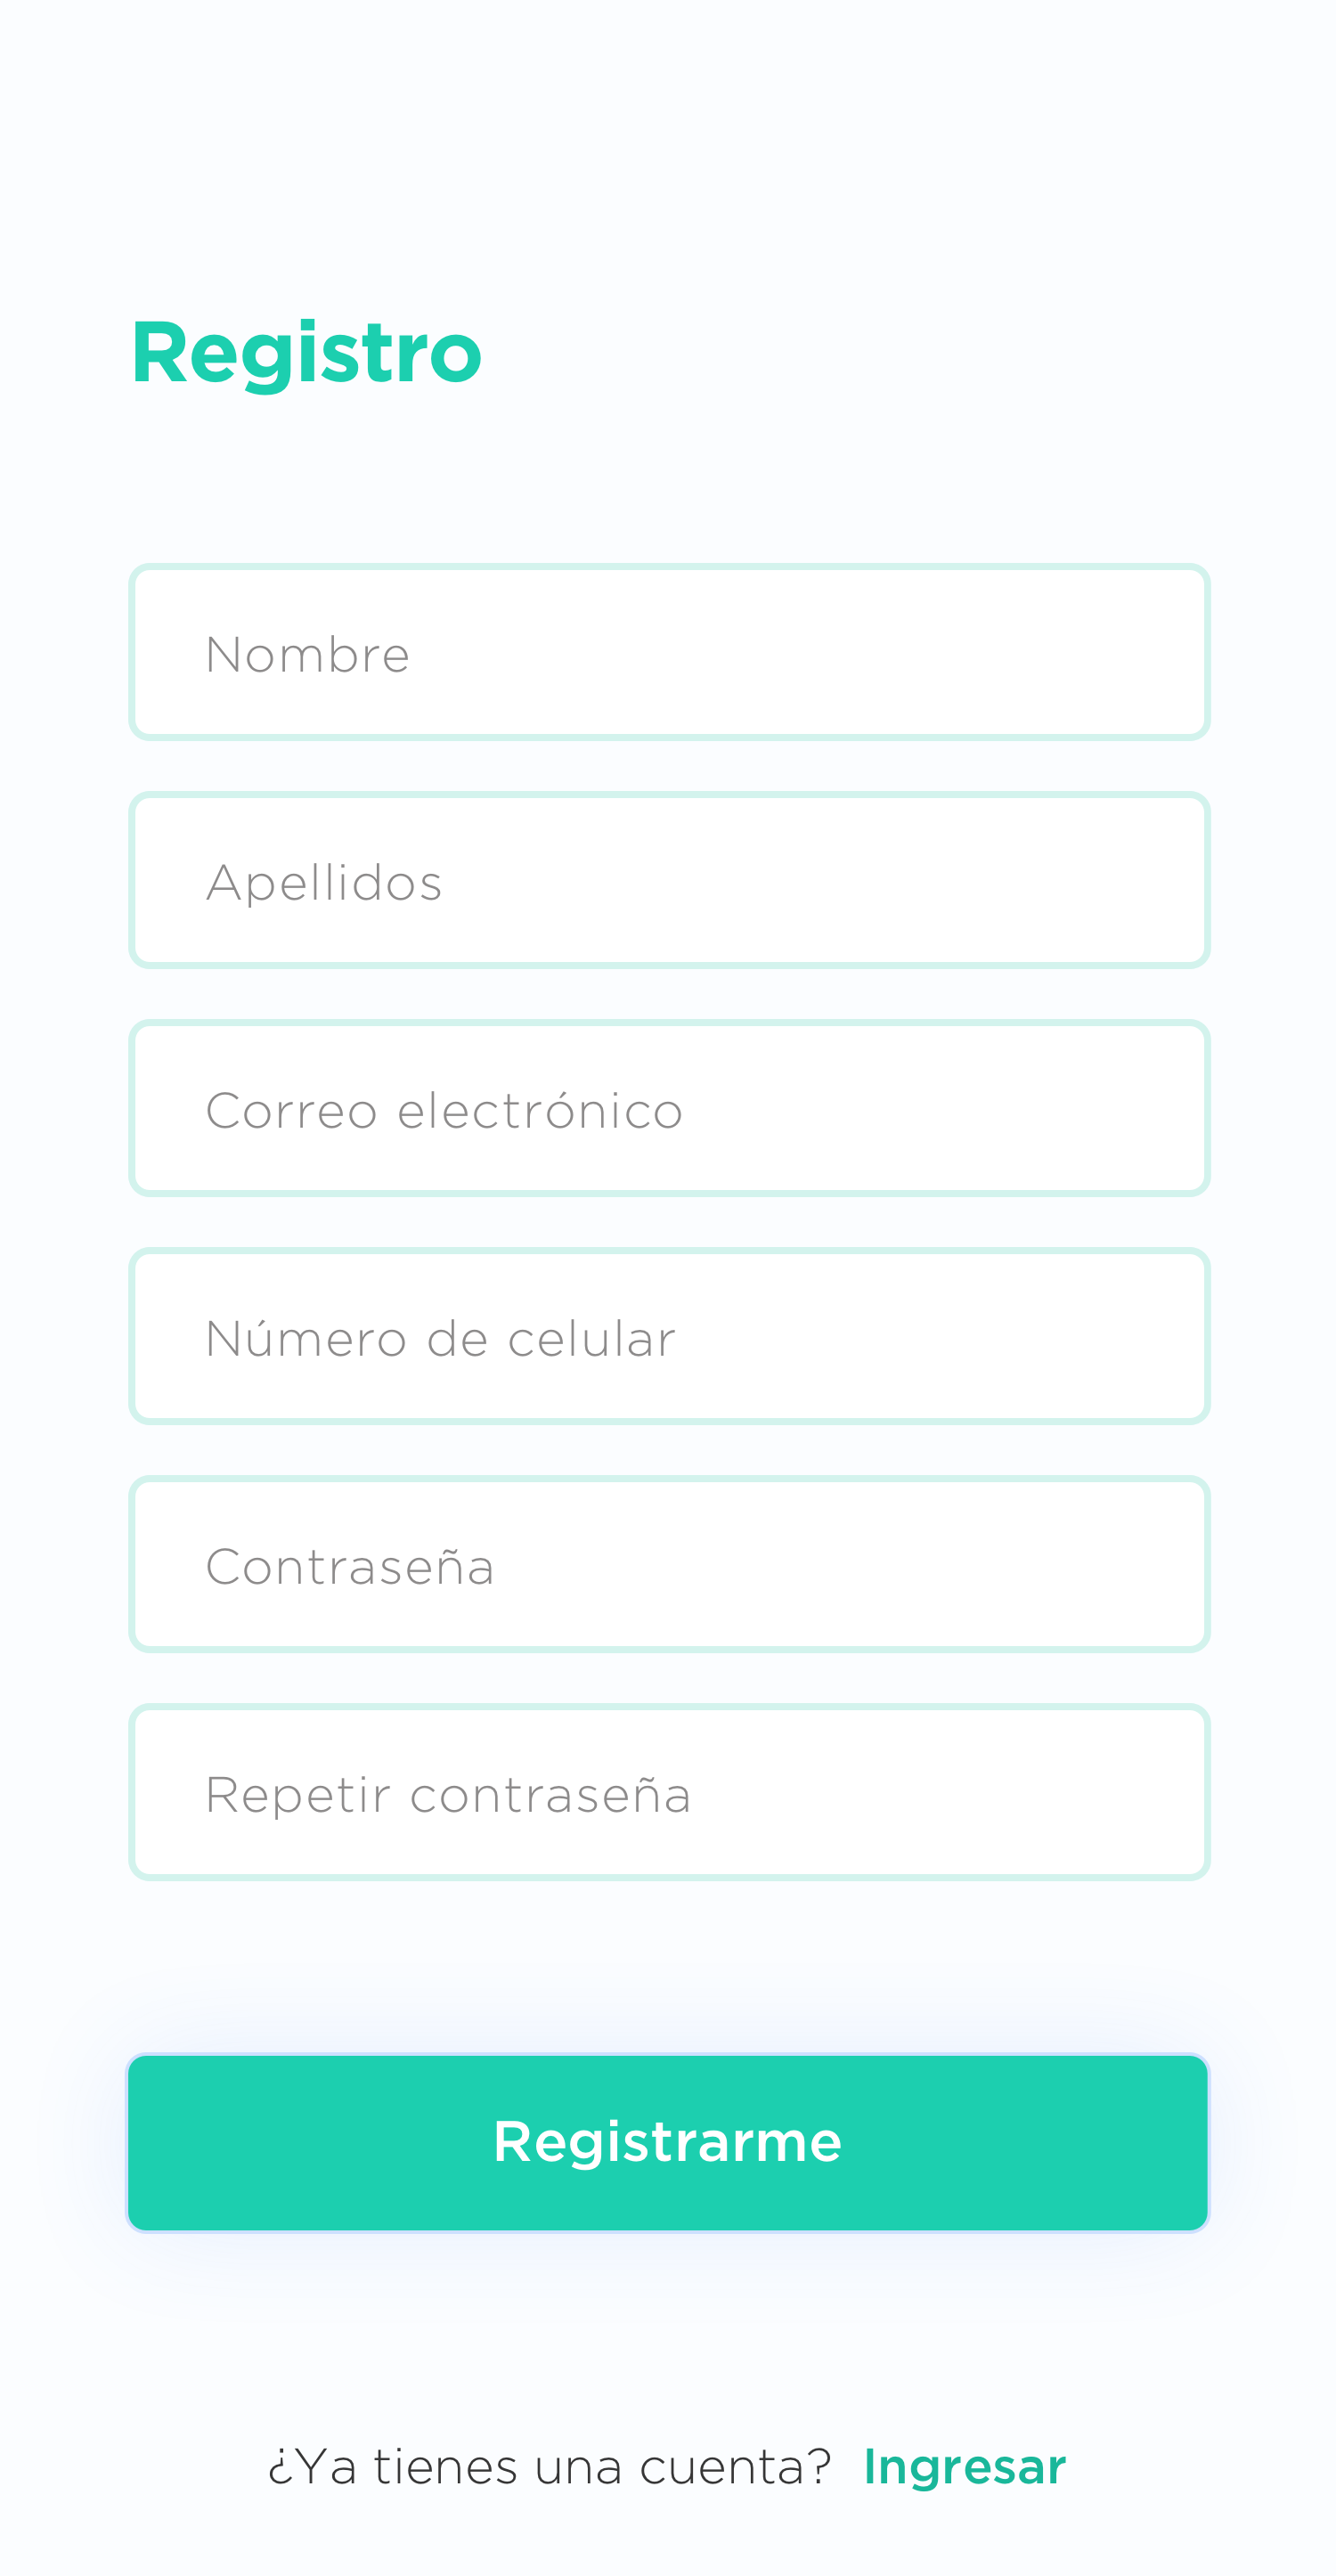 Registro
Nombre
Apellidos
Correo electrónico
Número de celular
Contraseña
Repetir contraseña
Registrarme
¿Ya tienes una cuenta? Ingresar